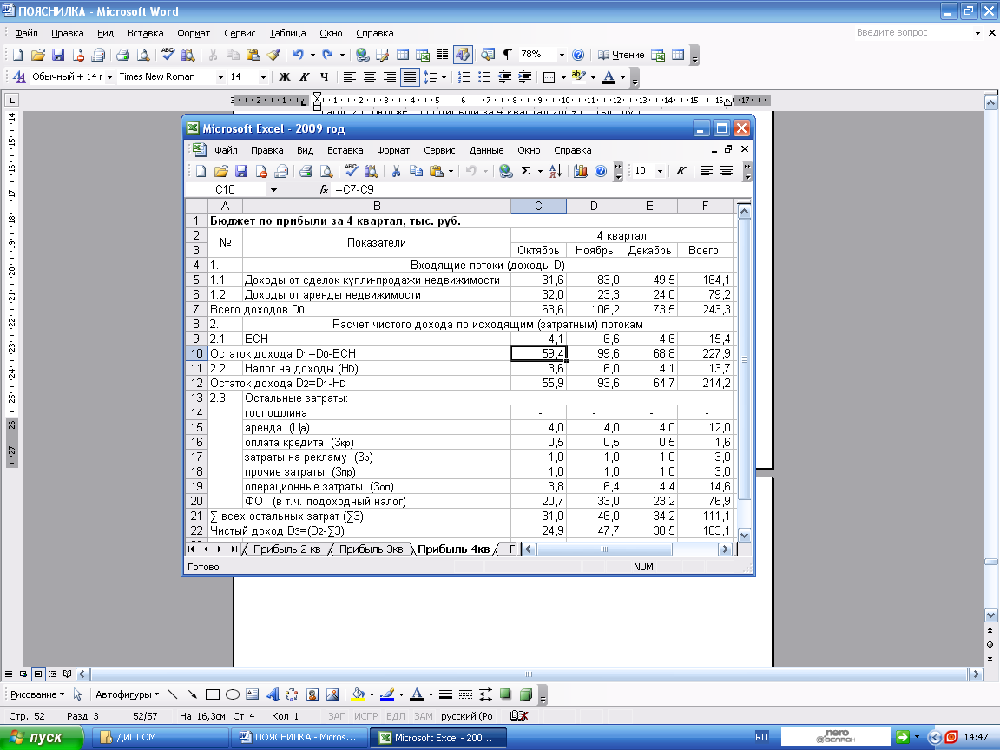 ПОЯСНИЛКА - Microsoft Word
Файл Правка Вид Вставка Формат Сервис Таблица Окно Справка Введите вопрос
78% Чтение
Обычный + 14 г Times New Roman 14 Ж К Ч
Microsoft Excel - 2009 год
Файл Правка Вид Вставка Формат Сервис Данные Окно Справка
10 К
C10 fx =C7-C9
A B C D E F
1 Бюджет по прибыли за 4 квартал, тыс. руб.
2 № Показатели 4 квартал
3 Октябрь Ноябрь Декабрь Всего:
4 1. Входящие потоки (доходы D)
5 1.1. Доходы от сделок купли-продажи недвижимости 31,6 83,0 49,5 164,1
6 1.2. Доходы от аренды недвижимости 32,0 23,3 24,0 79,2
7 Всего доходов D0: 63,6 106,2 73,5 243,3
8 2. Расчет чистого дохода по исходящим (затратным) потокам
9 2.1. ЕСН 4,1 6,6 4,6 15,4
10 Остаток дохода D1=D0-ЕСН 59,4 99,6 68,8 227,9
11 2.2. Налог на доходы (НD) 3,6 6,0 4,1 13,7
12 Остаток дохода D2=D1-НD 55,9 93,6 64,7 214,2
13 2.3. Остальные затраты:
14 госпошлина - - - -
15 аренда (Ца) 4,0 4,0 4,0 12,0
16 оплата кредита (Зкр) 0,5 0,5 0,5 1,6
17 затраты на рекламу (Зр) 1,0 1,0 1,0 3,0
18 прочие затраты (Зпр) 1,0 1,0 1,0 3,0
19 операционные затраты (Зоп) 3,8 6,4 4,4 14,6
20 ФОТ (в т.ч. подоходный налог) 20,7 33,0 23,2 76,9
21 ∑ всех остальных затрат (∑З) 31,0 46,0 34,2 111,1
22 Чистый доход D3=(D2-∑З) 24,9 47,7 30,5 103,1
Прибыль 2 кв Прибыль 3кв Прибыль 4кв
Готово NUM
Рисование Автофигуры
Стр. 52 Разд 3 52/57 На 16,3см Ст 4 Кол 1 ЗАП ИСПР ВДЛ ЗАМ русский (Ро
пуск ДИПЛОМ ПОЯСНИЛКА - Micros... Microsoft Excel - 200... RU nero SEARCH 14:47